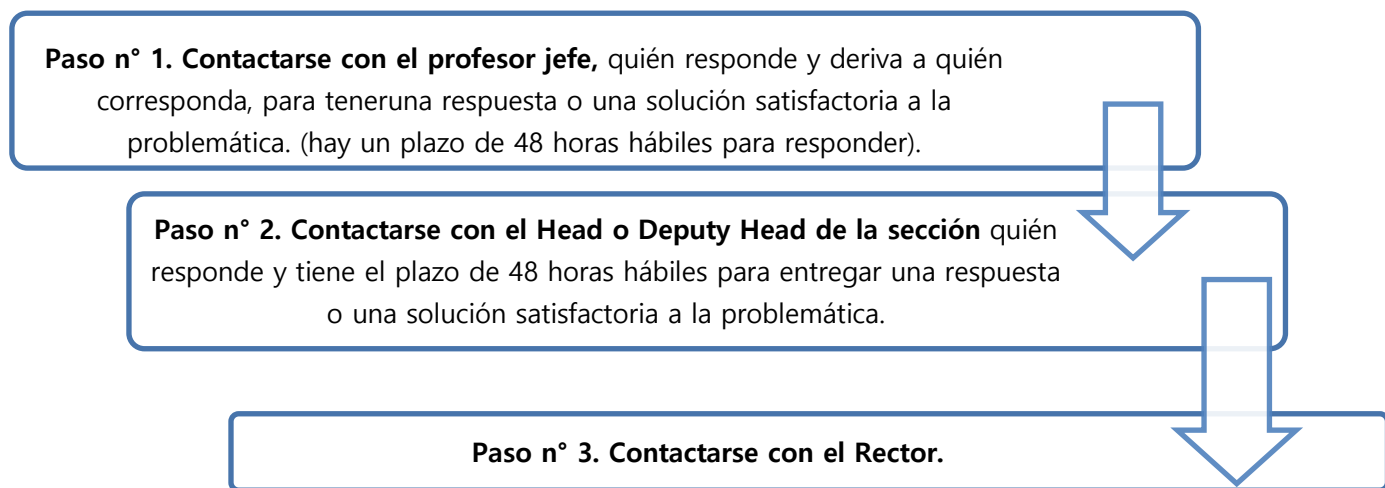 Paso n° 1. Contactarse con el profesor jefe, quién responde y deriva a quién
corresponda, para teneruna respuesta o una solución satisfactoria a la
problemática. (hay un plazo de 48 horas hábiles para responder).
Paso n° 2. Contactarse con el Head o Deputy Head de la sección quién
responde y tiene el plazo de 48 horas hábiles para entregar una respuesta
o una solución satisfactoria a la problemática.
Paso n° 3. Contactarse con el Rector.